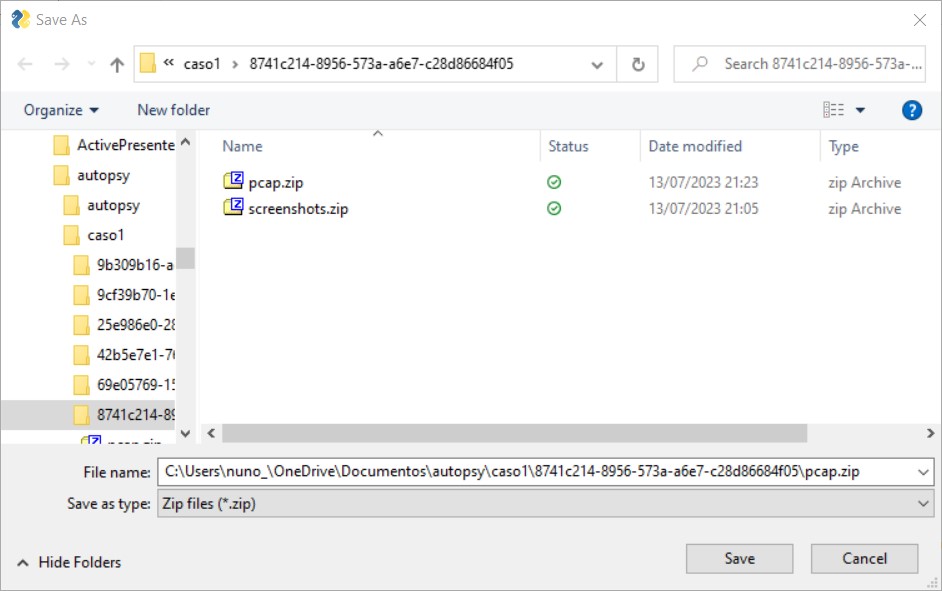 Save As
« caso1 › 8741c214-8956-573a-a6e7-c28d86684f05
Search 8741c214-8956-573a-...
Organize
New folder
?
ActivePresente
autopsy
autopsy
caso1
9b309b16-a
9cf39b70-1e
25e986e0-28
42b5e7e1-76
69e05769-15
8741c214-89
pcap.zip
Name Status Date modified Type
pcap.zip 13/07/2023 21:23 zip Archive
screenshots.zip 13/07/2023 21:05 zip Archive
File name: C:\Users\nuno_\OneDrive\Documentos\autopsy\caso1\8741c214-8956-573a-a6e7-c28d86684f05\pcap.zip
Save as type: Zip files (*.zip)
Hide Folders
Save
Cancel